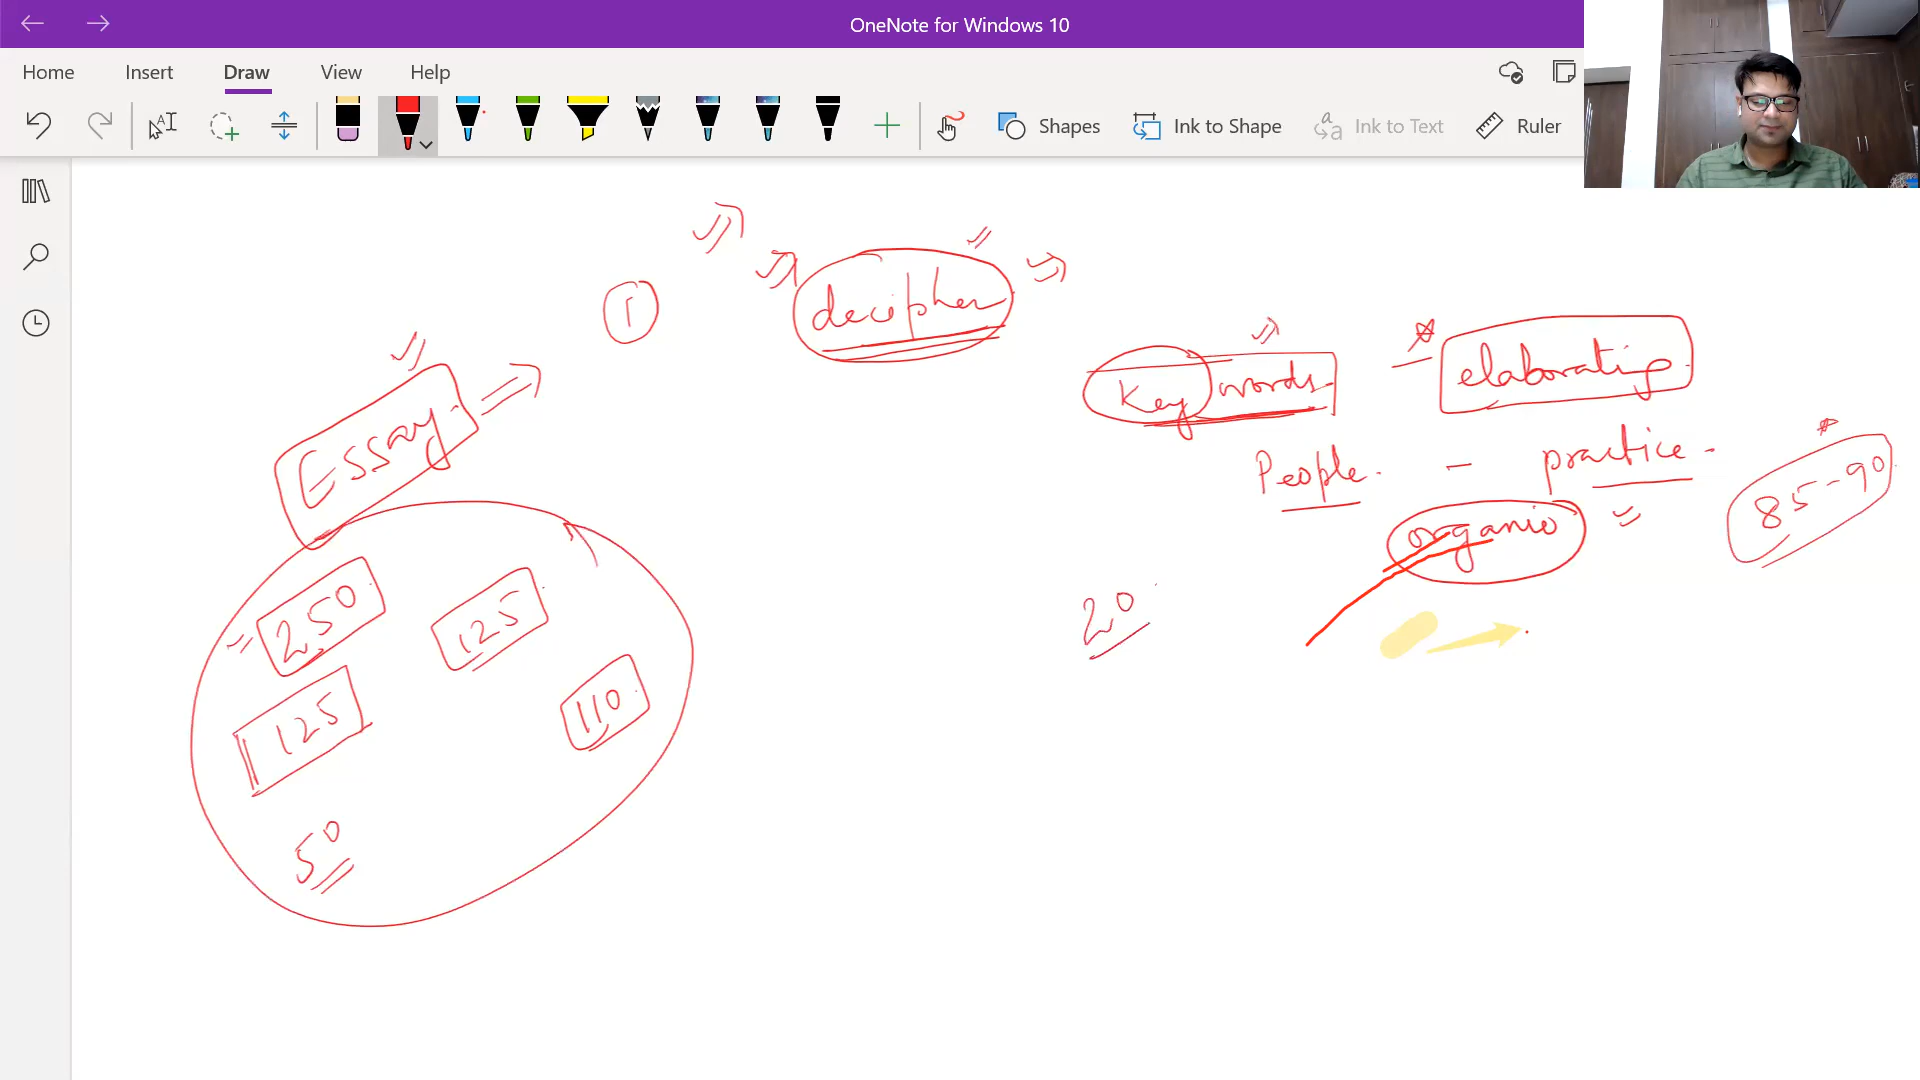 OneNote for Windows 10
Home Insert Draw View Help
Shapes Ink to Shape Ink to Text Ruler
1 decipher
Key words - elaborating
Essay
People - practice
organic 85-90
250 125 20
125 110
50